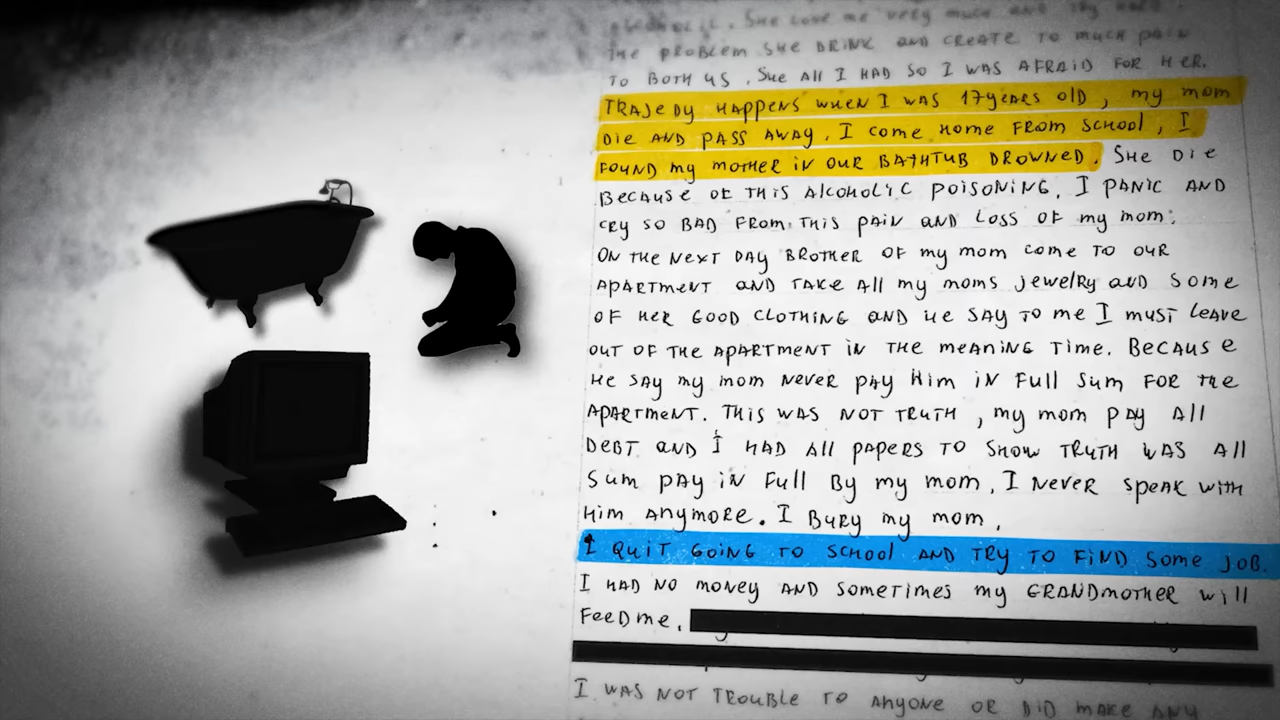 alcoholic. She love me very much and try hard.
THE PROBLEM SHE DRINK AND CREATE TO MUCH PAIN
TO BOTH US. SHE All I HAD SO I WAS AFRAID FOR HER.
TRAJEDY HAPPENS WHEN I WAS 17years old, my mom
DIE AND PASS AWAY. I come Home From School, I
FOUND my MOTHER in OUR BATHTUB DROWNED. SHE DIE
Because OF THIS Alcoholic POISONING. I PANIC AND
CRY SO BAD FROM THIS PAIN AND LOSS OF my mom.
ON THE NEXT DAY BROTHER OF my mom come TO OUR
APARTMENT AND TAKE All my moms Jewelry and Some
OF HER GOOD CLOTHING AND HE SAY TO me I must Leave
OUT OF THE APARTMENT IN THE MEANING Time. Because
HE SAY my mom Never pAy Him IN Full Sum FOR THE
APARTMENT. THIS WAS NOT TRUTH, my mom pAy All
DEBT AND I HAD All PAPERS TO SHOW TRUTH WAS All
Sum pAy in Full By my mom. I Never Speak with
Him Anymore. I Bury my mom.
I QUIT GOING TO SCHOOL AND TRY TO FIND Some JOB.
I HAD NO Money AND Sometimes my GRANDMOTHER Will
Feed me.
I WAS NOT TROUBLE TO Anyone OR DID MAKE ANY